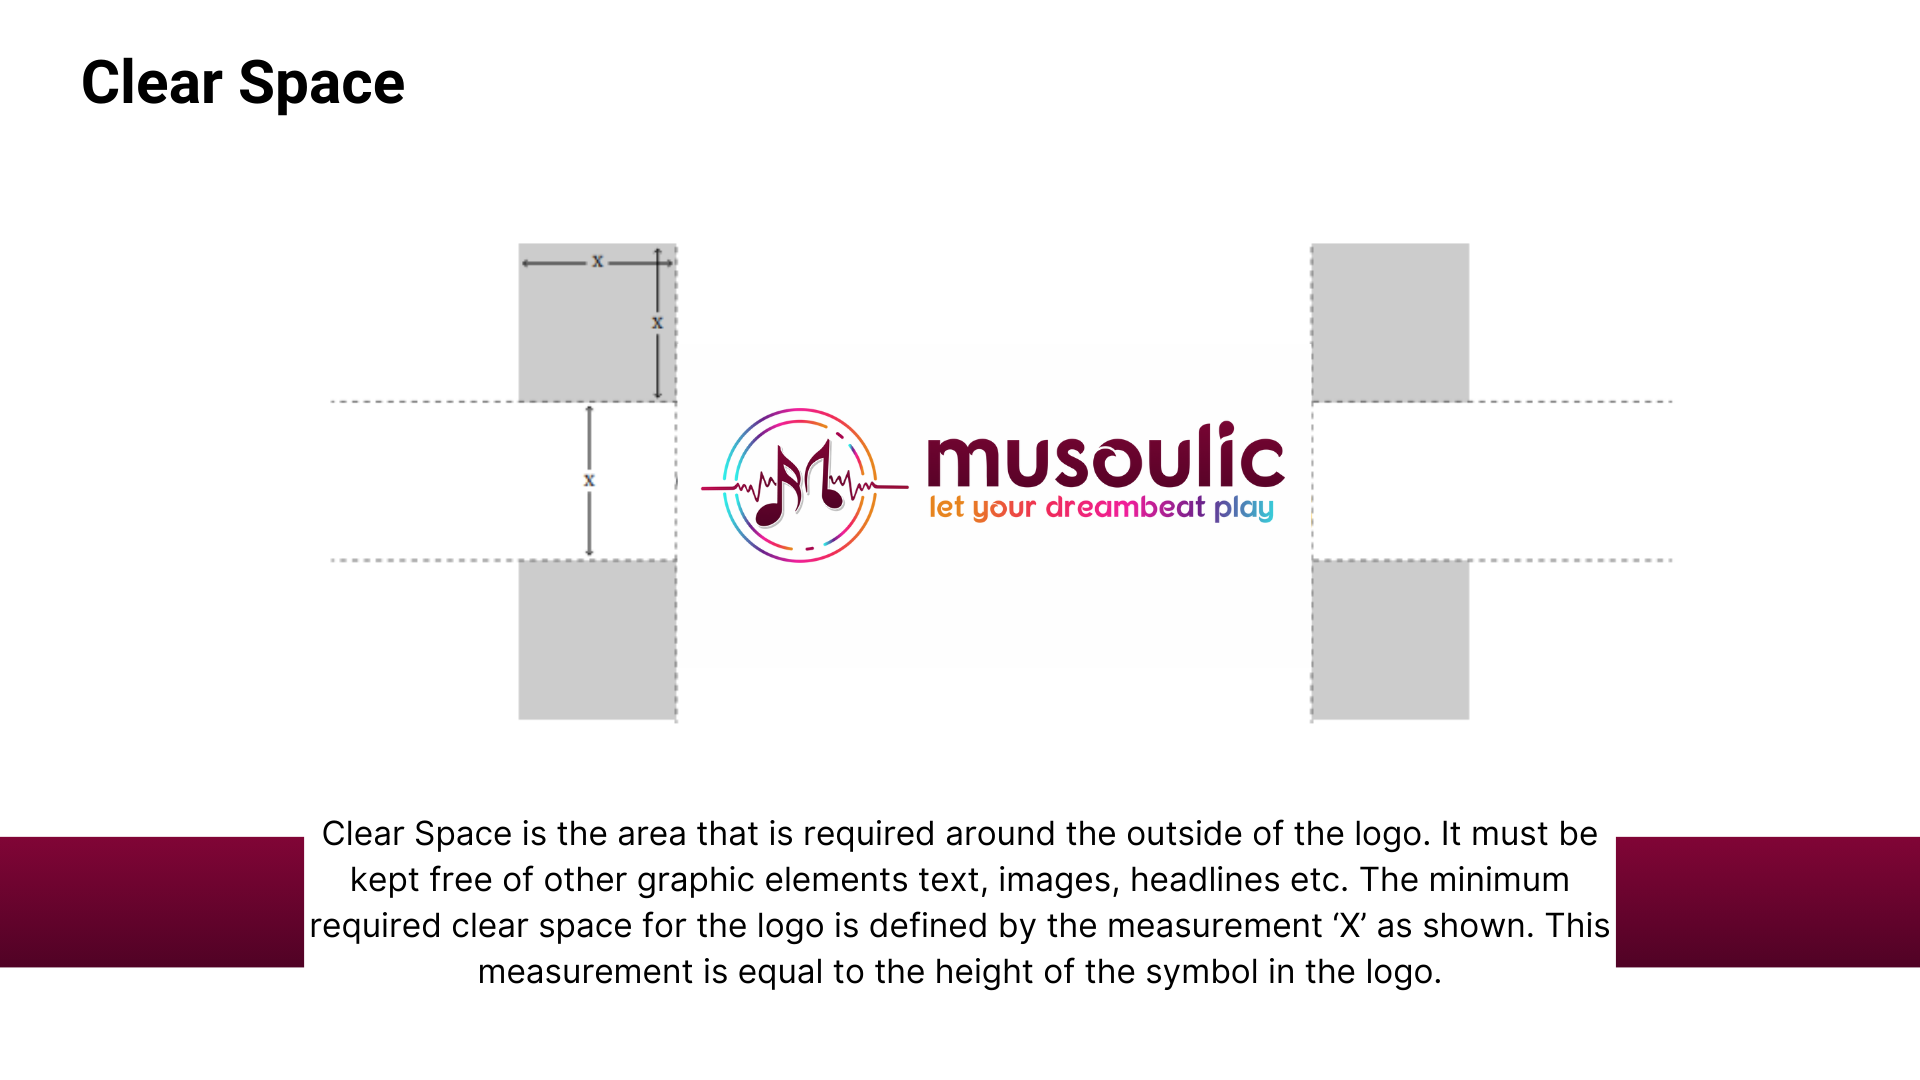 Clear Space
x
x
x
musoulic
let your dreambeat play
Clear Space is the area that is required around the outside of the logo. It must be
kept free of other graphic elements text, images, headlines etc. The minimum
required clear space for the logo is defined by the measurement ‘X’ as shown. This
measurement is equal to the height of the symbol in the logo.